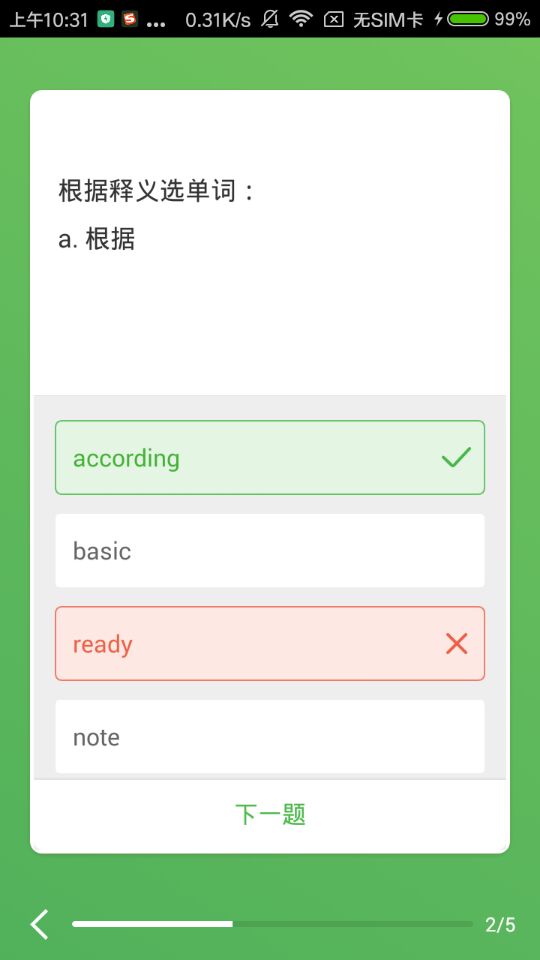 上午10:31 ... 0.31K/s 无SIM卡 99%
根据释义选单词：
a. 根据
according
basic
ready
note
下一题
2/5